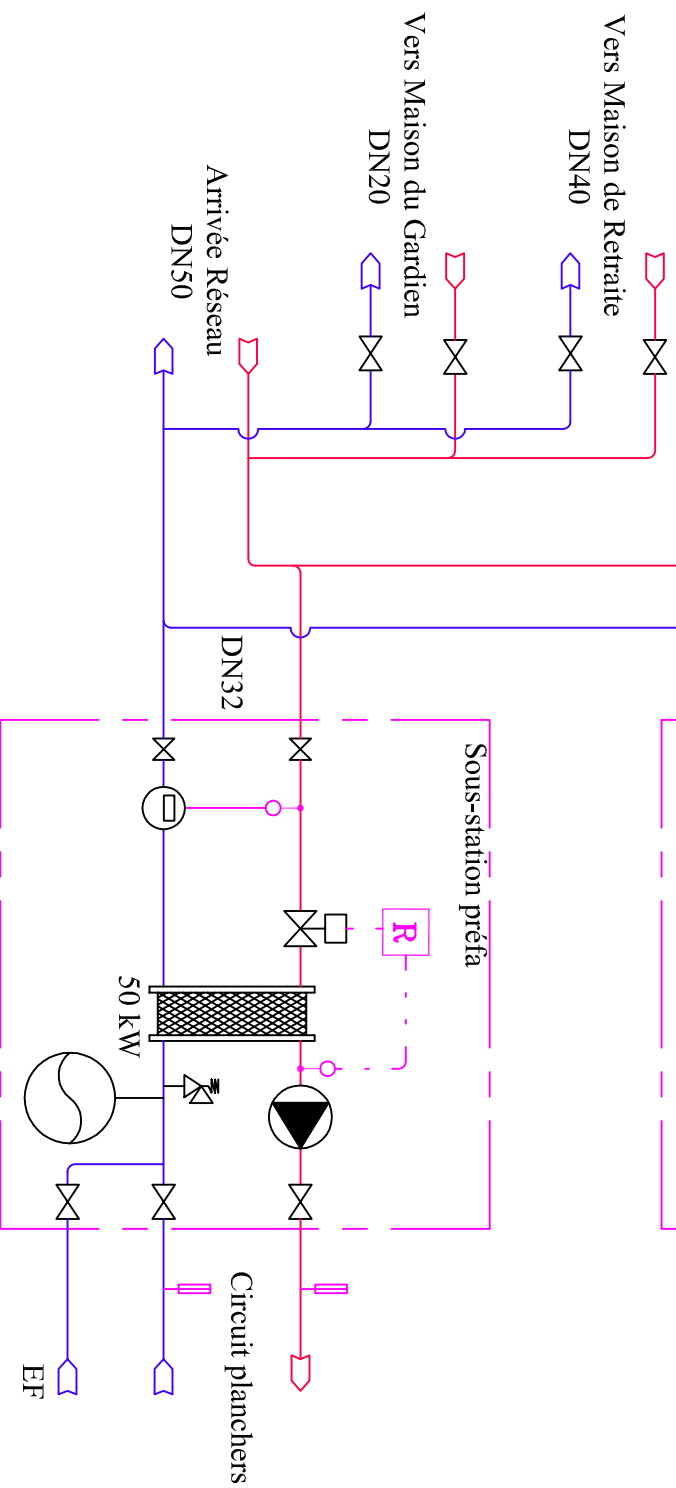 Vers Maison de Retraite
DN40
Vers Maison du Gardien
DN20
Arrivée Réseau
DN50
DN32
Sous-station préfa
R
50 kW
Circuit planchers
EF